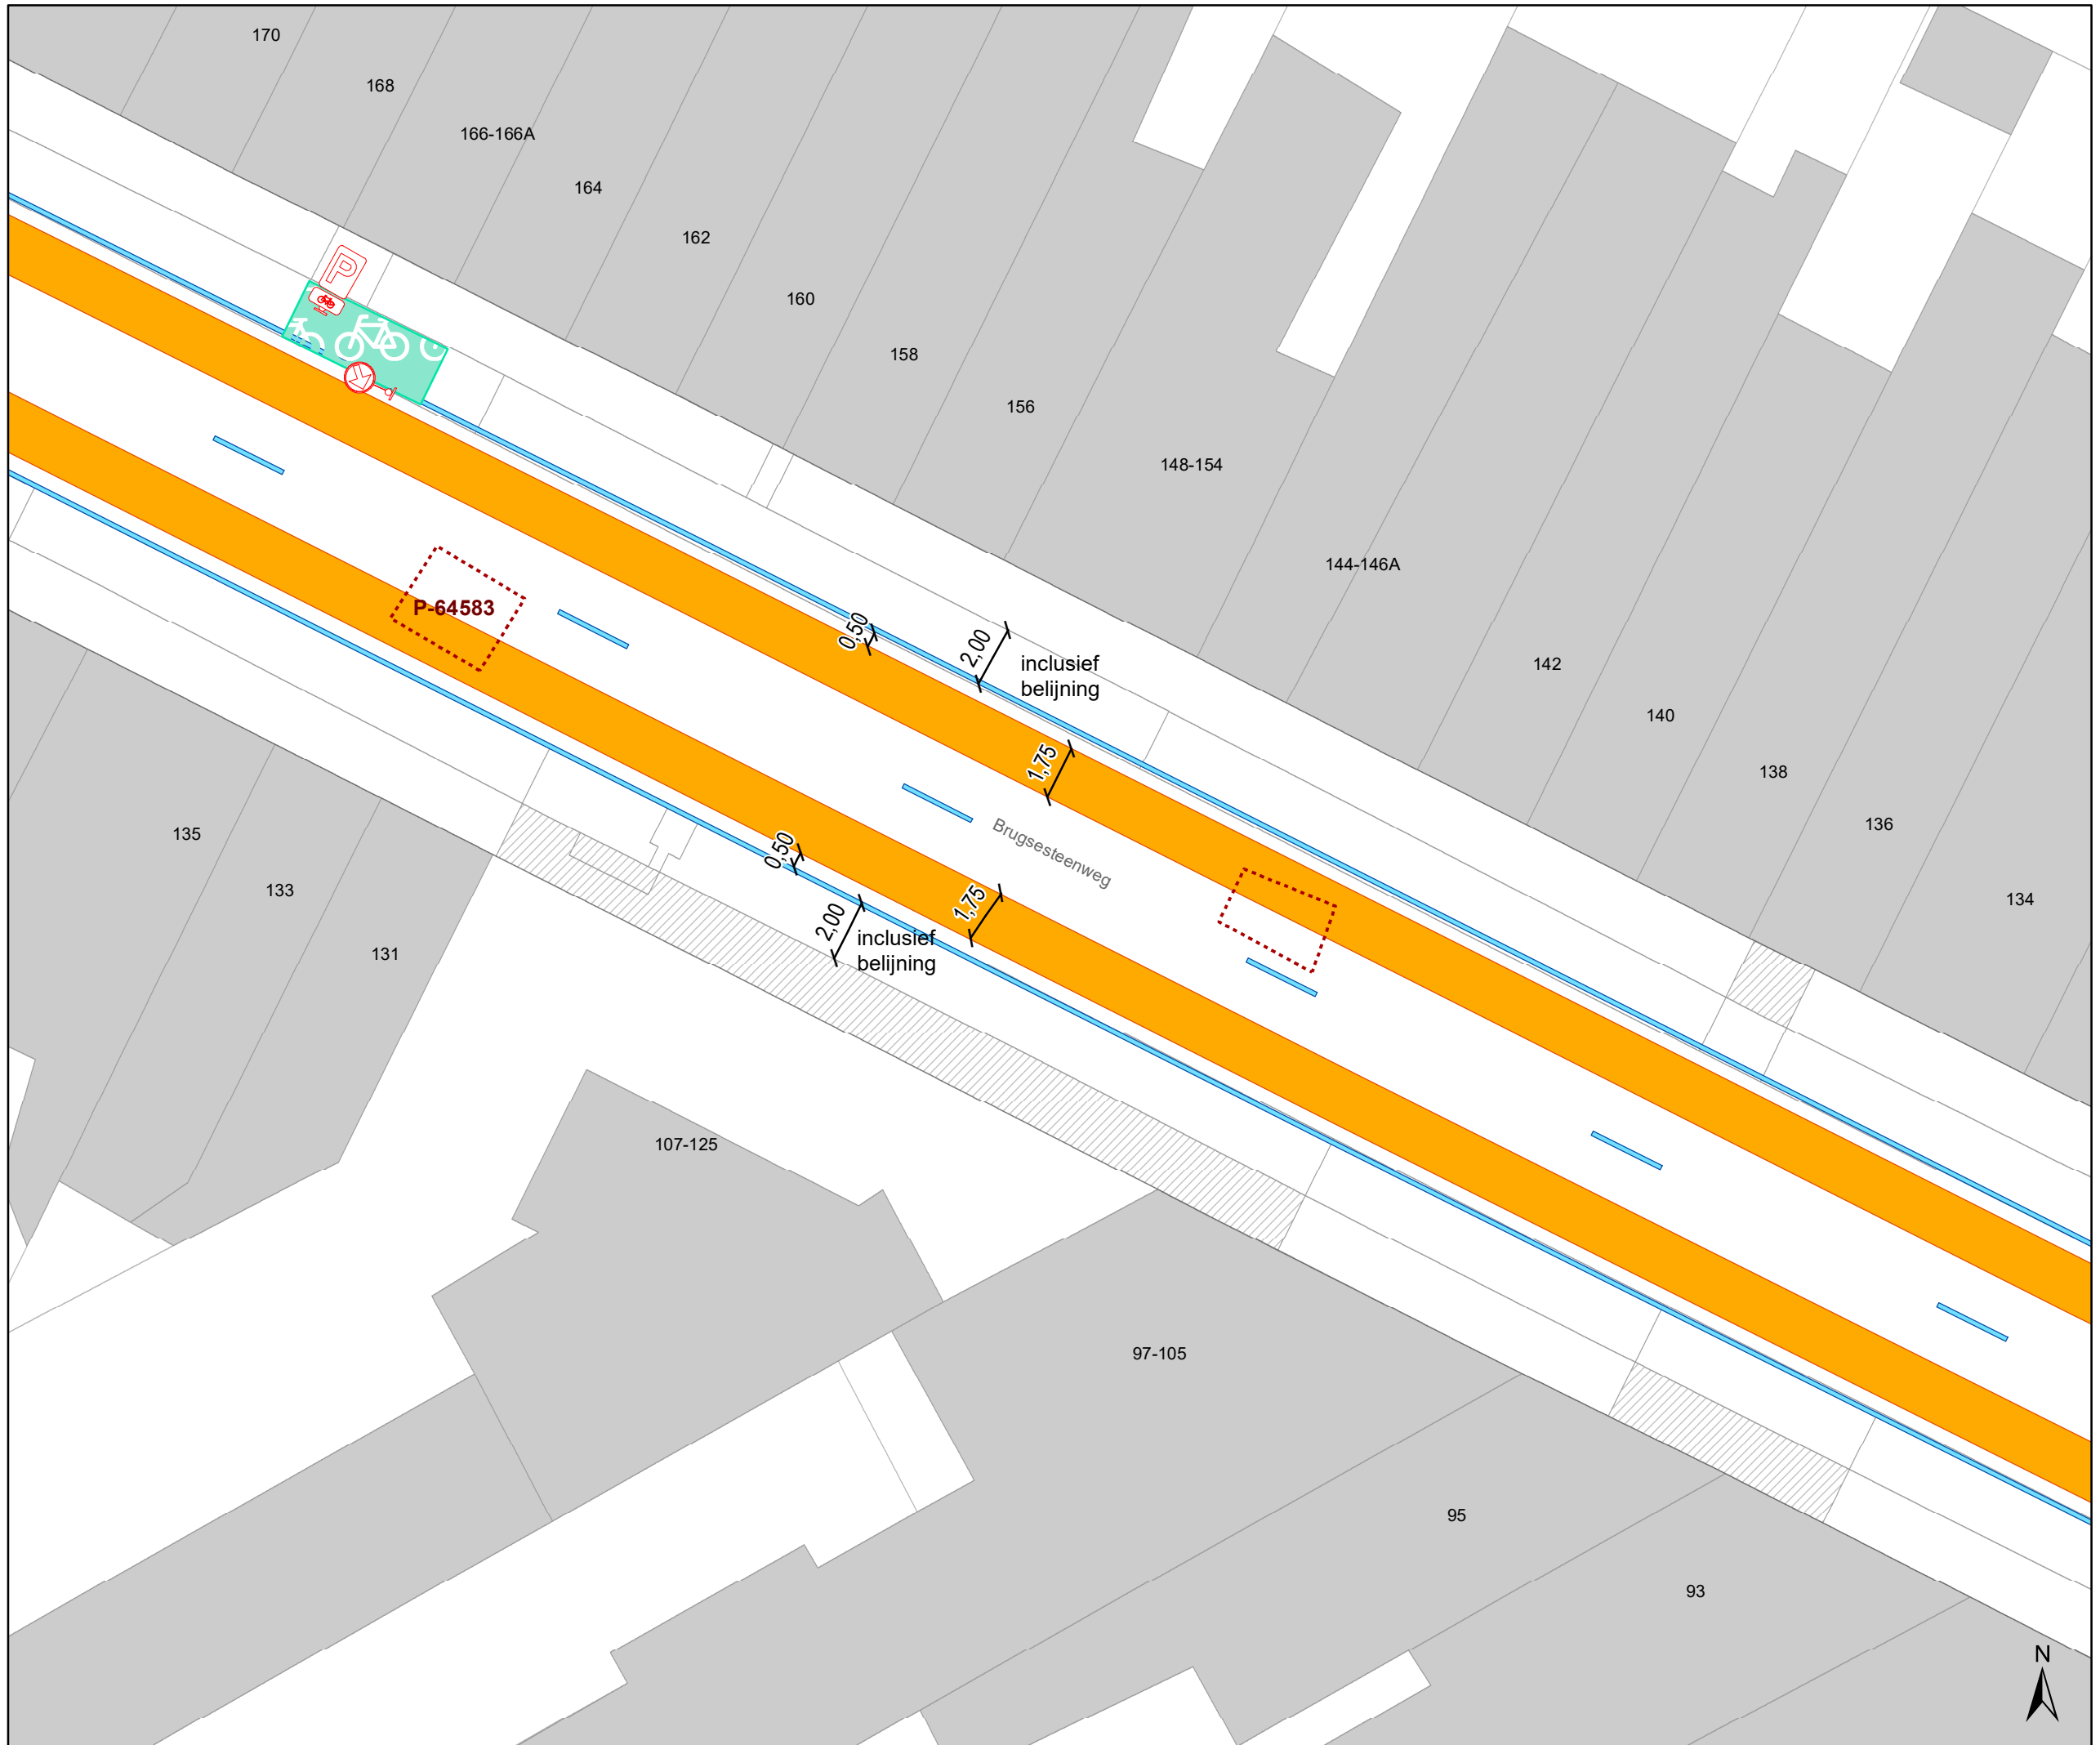 170
168
166-166A
164
162
160
158
156
148-154
144-146A
142
140
138
136
134
P
P-64583
0,50
2,00
inclusief
belijning
1,75
Brugsesteenweg
0,50
2,00
inclusief
belijning
1,75
135
133
131
107-125
97-105
95
93
N